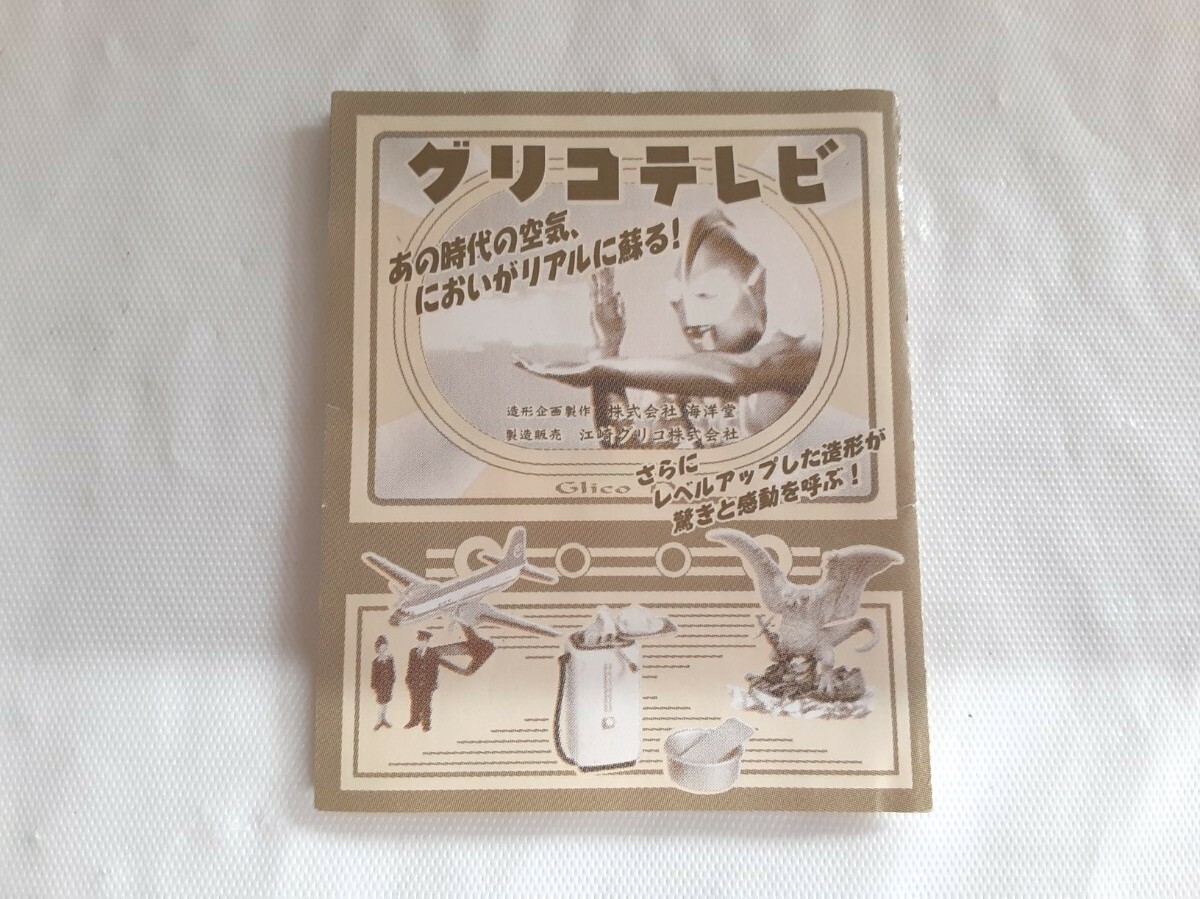 グリコテレビ
あの時代の空気、
においがリアルに蘇る！
造形企画製作 株式会社 海洋堂
製造販売 江崎グリコ株式会社
Glico
さらに
レベルアップした造形が
驚きと感動を呼ぶ！